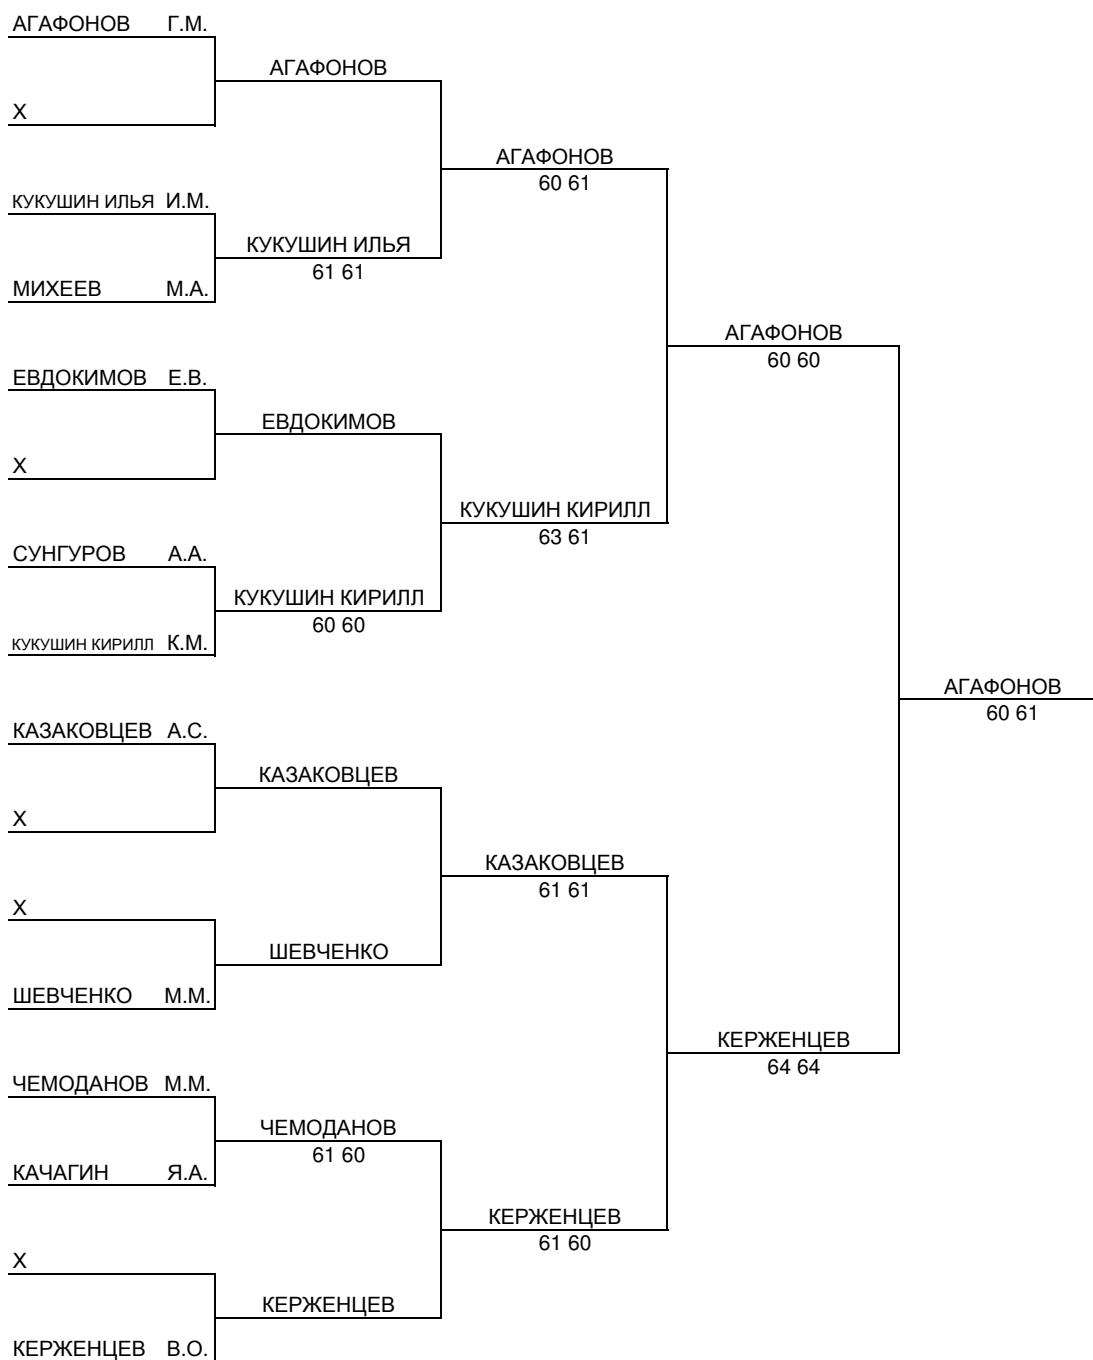 АГАФОНОВ Г.М.
АГАФОНОВ
X
АГАФОНОВ
60 61
КУКУШИН ИЛЬЯ И.М.
КУКУШИН ИЛЬЯ
61 61
МИХЕЕВ М.А.
АГАФОНОВ
60 60
ЕВДОКИМОВ Е.В.
ЕВДОКИМОВ
X
КУКУШИН КИРИЛЛ
63 61
СУНГУРОВ А.А.
КУКУШИН КИРИЛЛ
60 60
КУКУШИН КИРИЛЛ К.М.
АГАФОНОВ
60 61
КАЗАКОВЦЕВ А.С.
КАЗАКОВЦЕВ
X
КАЗАКОВЦЕВ
61 61
X
ШЕВЧЕНКО
ШЕВЧЕНКО М.М.
КЕРЖЕНЦЕВ
64 64
ЧЕМОДАНОВ М.М.
ЧЕМОДАНОВ
61 60
КАЧАГИН Я.А.
КЕРЖЕНЦЕВ
61 60
X
КЕРЖЕНЦЕВ
КЕРЖЕНЦЕВ В.О.